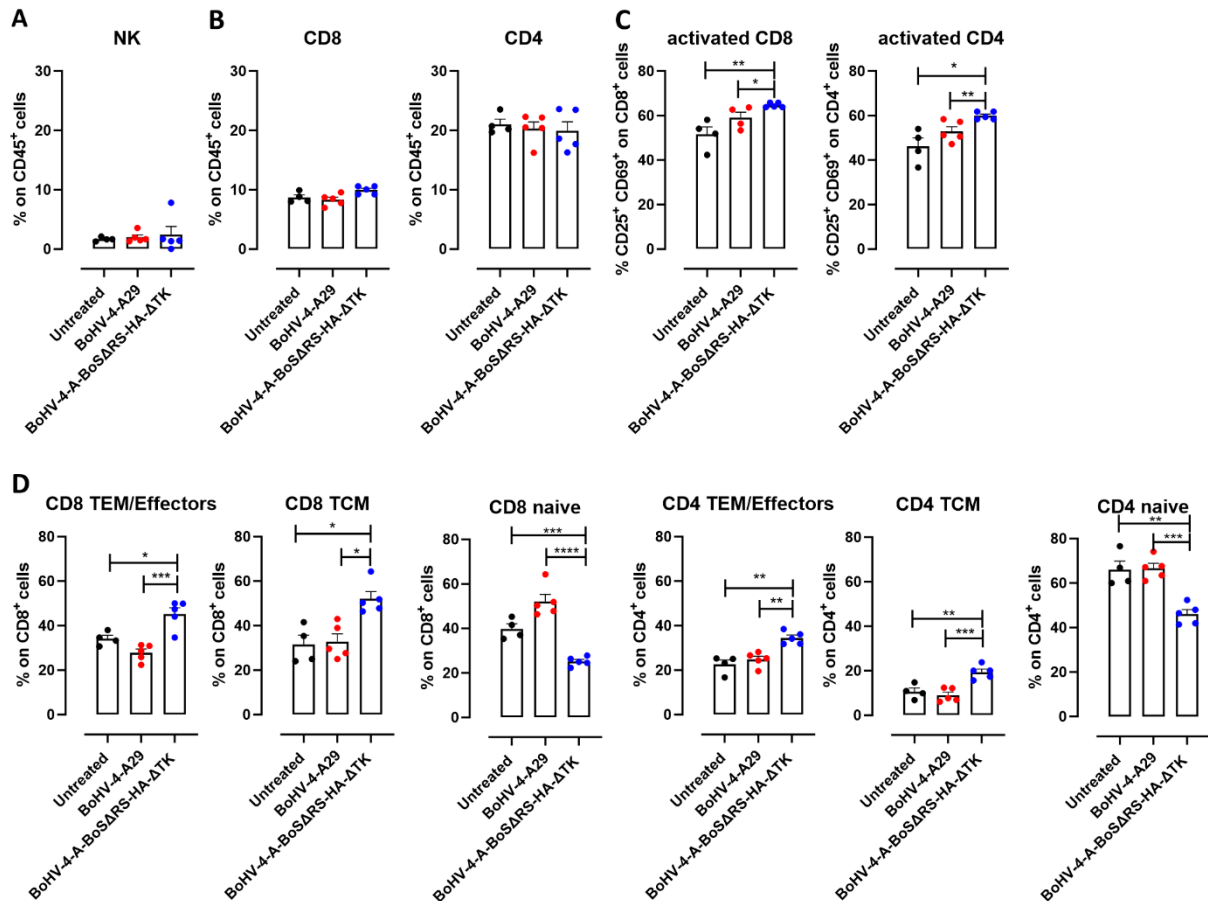 A
NK
% on CD45⁺ cells
30
20
10
0
Untreated
BoHV-4-A29
BoHV-4-A-BoSΔRS-HA-ΔTK
B
CD8
% on CD45⁺ cells
30
20
10
0
Untreated
BoHV-4-A29
BoHV-4-A-BoSΔRS-HA-ΔTK
CD4
% on CD45⁺ cells
30
20
10
0
Untreated
BoHV-4-A29
BoHV-4-A-BoSΔRS-HA-ΔTK
C
activated CD8
% CD25⁺ CD69⁺ on CD8⁺ cells
80
60
40
20
0
**
*
Untreated
BoHV-4-A29
BoHV-4-A-BoSΔRS-HA-ΔTK
activated CD4
% CD25⁺ CD69⁺ on CD4⁺ cells
80
60
40
20
0
*
**
Untreated
BoHV-4-A29
BoHV-4-A-BoSΔRS-HA-ΔTK
D
CD8 TEM/Effectors
% on CD8⁺ cells
80
60
40
20
0
*
***
Untreated
BoHV-4-A29
BoHV-4-A-BoSΔRS-HA-ΔTK
CD8 TCM
% on CD8⁺ cells
80
60
40
20
0
*
*
Untreated
BoHV-4-A29
BoHV-4-A-BoSΔRS-HA-ΔTK
CD8 naive
% on CD8⁺ cells
80
60
40
20
0
***
****
Untreated
BoHV-4-A29
BoHV-4-A-BoSΔRS-HA-ΔTK
CD4 TEM/Effectors
% on CD4⁺ cells
80
60
40
20
0
**
**
Untreated
BoHV-4-A29
BoHV-4-A-BoSΔRS-HA-ΔTK
CD4 TCM
% on CD4⁺ cells
80
60
40
20
0
**
***
Untreated
BoHV-4-A29
BoHV-4-A-BoSΔRS-HA-ΔTK
CD4 naive
% on CD4⁺ cells
80
60
40
20
0
**
***
Untreated
BoHV-4-A29
BoHV-4-A-BoSΔRS-HA-ΔTK